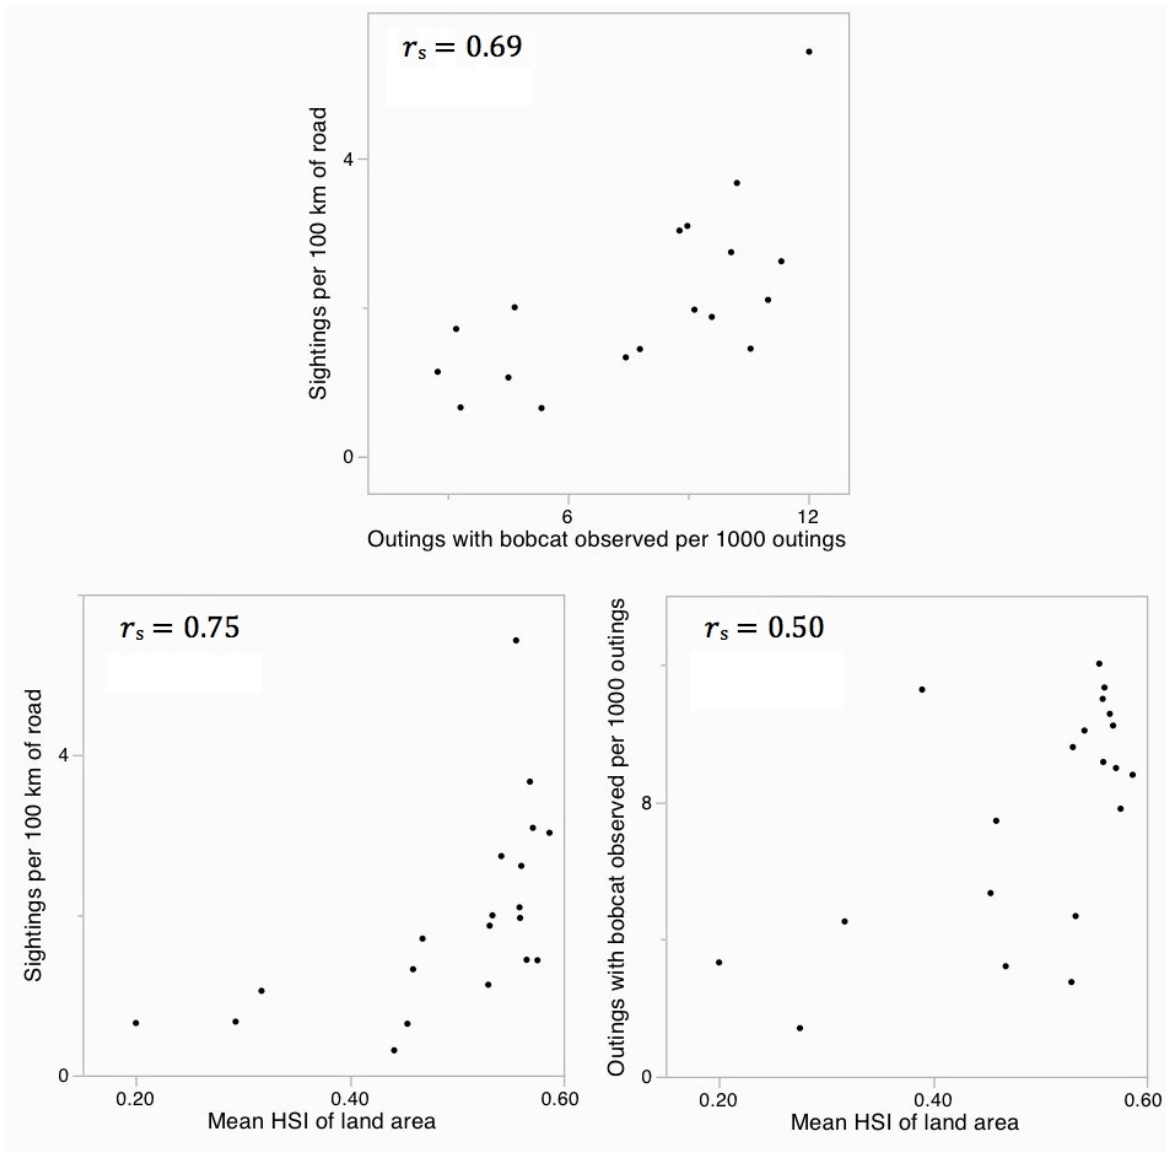 rs = 0.69
Sightings per 100 km of road
4
0
6 12
Outings with bobcat observed per 1000 outings
rs = 0.75
Sightings per 100 km of road
4
0
0.20 0.40 0.60
Mean HSI of land area
rs = 0.50
Outings with bobcat observed per 1000 outings
8
0
0.20 0.40 0.60
Mean HSI of land area